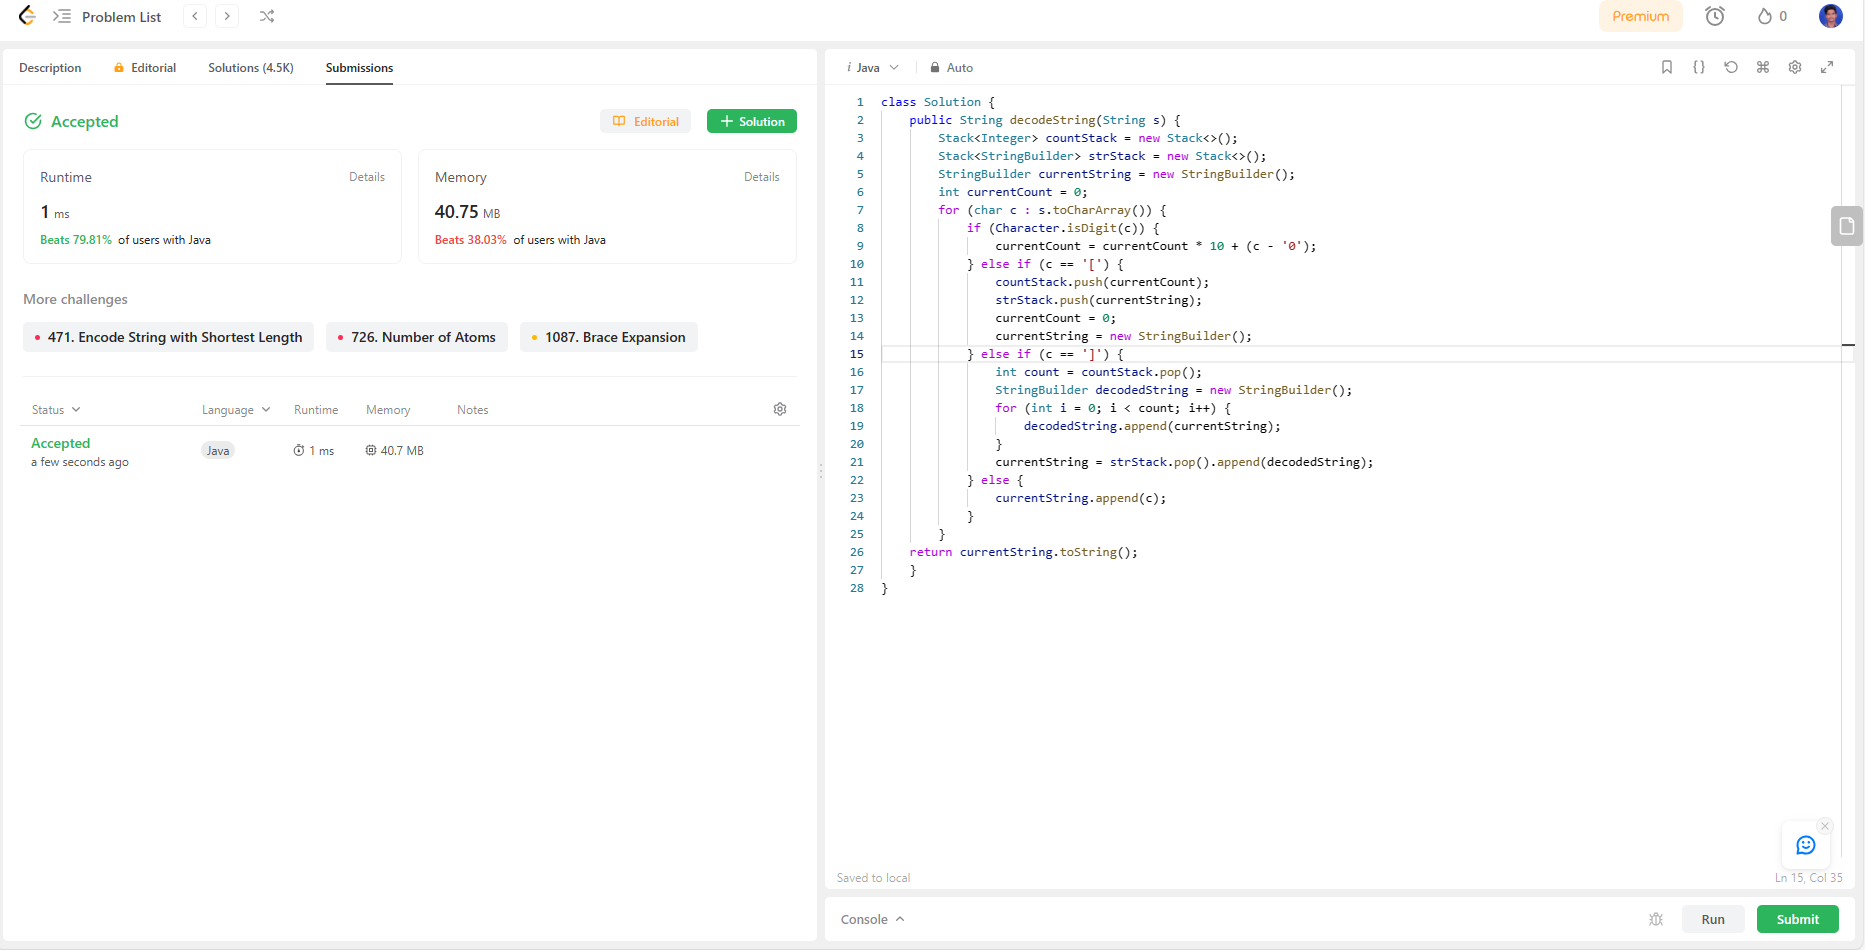 Problem List
Premium
0
Description
Editorial
Solutions (4.5K)
Submissions
Accepted
Editorial
Solution
Runtime
Details
1 ms
Beats 79.81% of users with Java
Memory
Details
40.75 MB
Beats 38.03% of users with Java
More challenges
471. Encode String with Shortest Length
726. Number of Atoms
1087. Brace Expansion
Status
Language
Runtime
Memory
Notes
Accepted
a few seconds ago
Java
1 ms
40.7 MB
i Java
Auto
1 class Solution {
2 public String decodeString(String s) {
3 Stack<Integer> countStack = new Stack<>();
4 Stack<StringBuilder> strStack = new Stack<>();
5 StringBuilder currentString = new StringBuilder();
6 int currentCount = 0;
7 for (char c : s.toCharArray()) {
8 if (Character.isDigit(c)) {
9 currentCount = currentCount * 10 + (c - '0');
10 } else if (c == '[') {
11 countStack.push(currentCount);
12 strStack.push(currentString);
13 currentCount = 0;
14 currentString = new StringBuilder();
15 } else if (c == ']') {
16 int count = countStack.pop();
17 StringBuilder decodedString = new StringBuilder();
18 for (int i = 0; i < count; i++) {
19 decodedString.append(currentString);
20 }
21 currentString = strStack.pop().append(decodedString);
22 } else {
23 currentString.append(c);
24 }
25 }
26 return currentString.toString();
27 }
28 }
Saved to local
Ln 15, Col 35
Console
Run
Submit